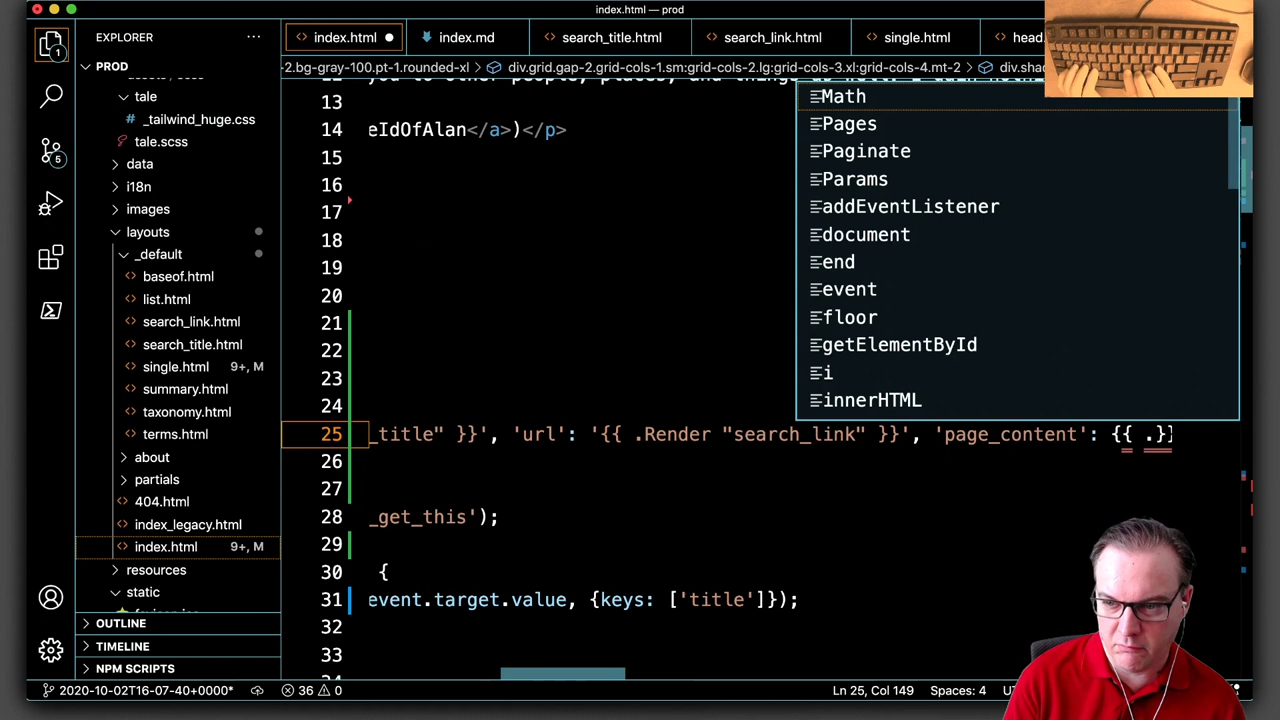 index.html — prod
EXPLORER
index.html
index.md
search_title.html
search_link.html
single.html
head.
PROD
-2.bg-gray-100.pt-1.rounded-xl
div.grid.gap-2.grid-cols-1.sm:grid-cols-2.lg:grid-cols-3.xl:grid-cols-4.mt-2
div.sha
tale
_tailwind_huge.css
tale.scss
data
i18n
images
layouts
_default
baseof.html
list.html
search_link.html
search_title.html
single.html 9+, M
summary.html
taxonomy.html
terms.html
about
partials
404.html
index_legacy.html
index.html 9+, M
resources
static
OUTLINE
TIMELINE
NPM SCRIPTS
13
14 eIdOfAlan</a>)</p>
15
16
17
18
19
20
21
22
23
24
25 _title" }}', 'url': '{{ .Render "search_link" }}', 'page_content': {{ .}}
26
27
28 _get_this');
29
30 {
31 event.target.value, {keys: ['title']});
32
33
Math
Pages
Paginate
Params
addEventListener
document
end
event
floor
getElementById
i
innerHTML
1
5
2020-10-02T16-07-40+0000*
36
0
Ln 25, Col 149
Spaces: 4